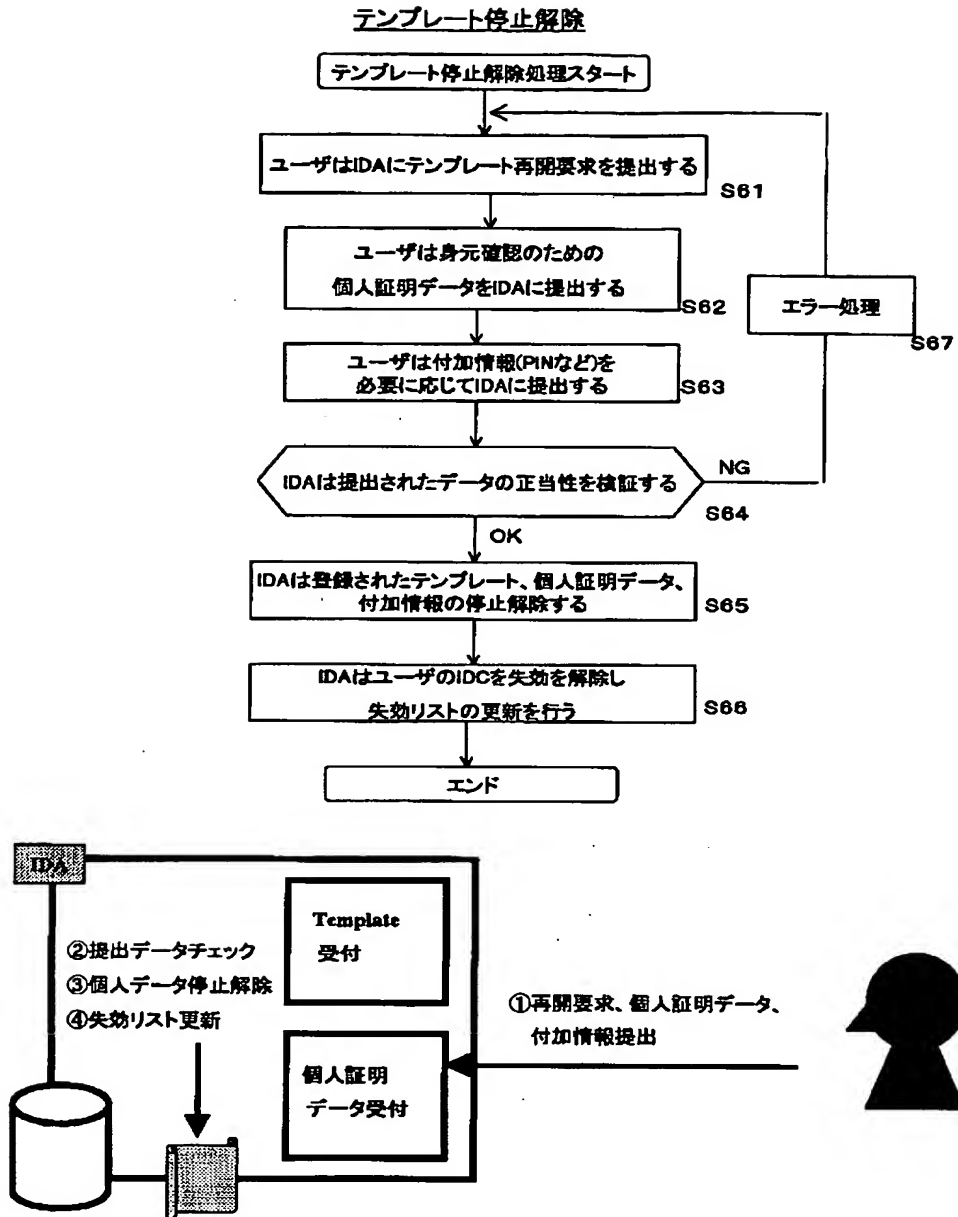 テンプレート停止解除
テンプレート停止解除処理スタート
ユーザはIDAにテンプレート再開要求を提出する
S61
ユーザは身元確認のための
個人証明データをIDAに提出する
S62
エラー処理
S67
ユーザは付加情報(PINなど)を
必要に応じてIDAに提出する
S63
IDAは提出されたデータの正当性を検証する
NG
S64
OK
IDAは登録されたテンプレート、個人証明データ、
付加情報の停止解除する
S65
IDAはユーザのIDCを失効を解除し
失効リストの更新を行う
S66
エンド
IDA
Template
受付
②提出データチェック
③個人データ停止解除
④失効リスト更新
①再開要求、個人証明データ、
付加情報提出
個人証明
データ受付